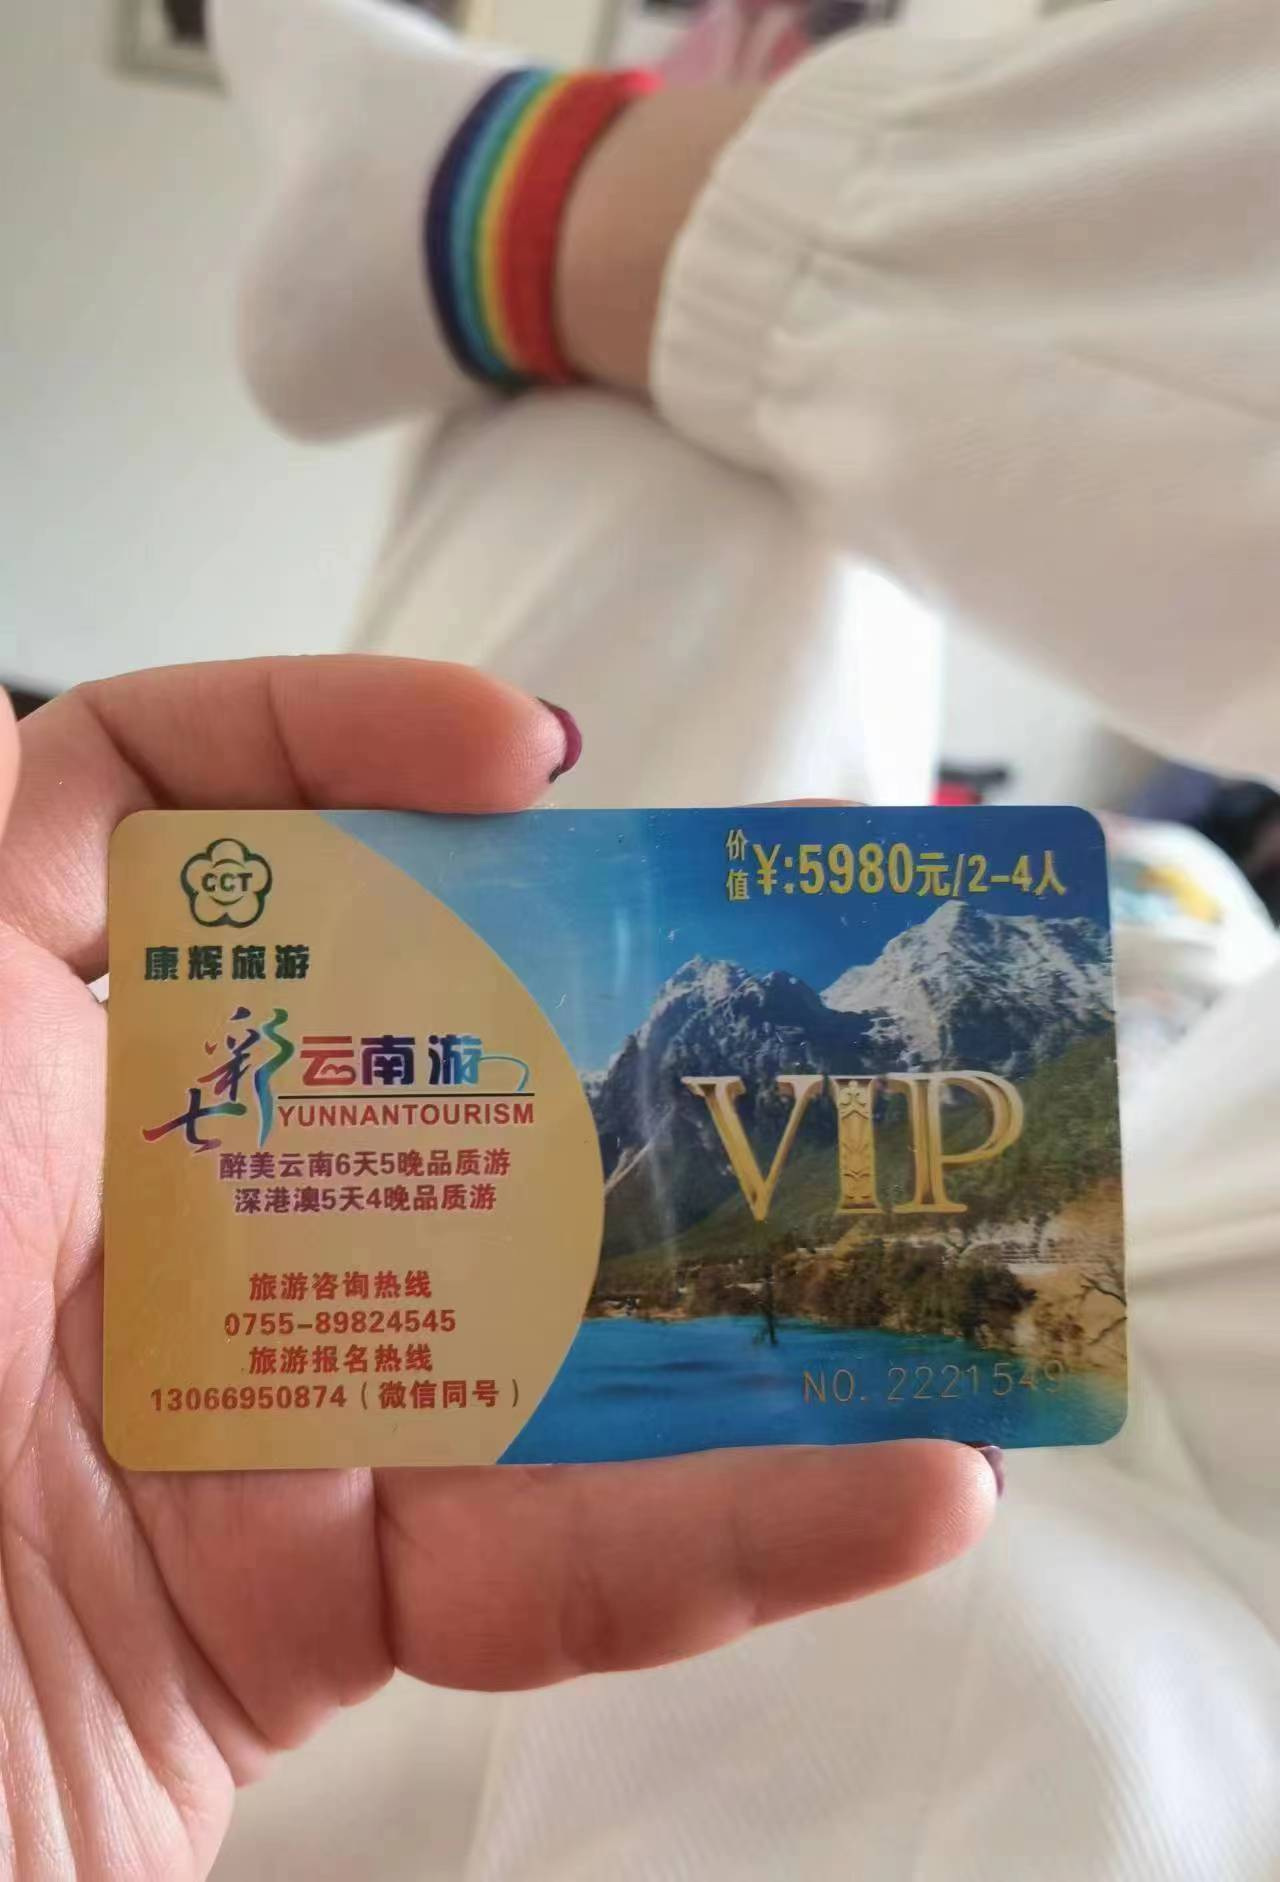 CCT
康辉旅游
七彩云南游
YUNNANTOURISM
醉美云南6天5晚品质游
深港澳5天4晚品质游
旅游咨询热线
0755-89824545
旅游报名热线
13066950874（微信同号）
价值￥:5980元/2-4人
VIP
NO. 2221549